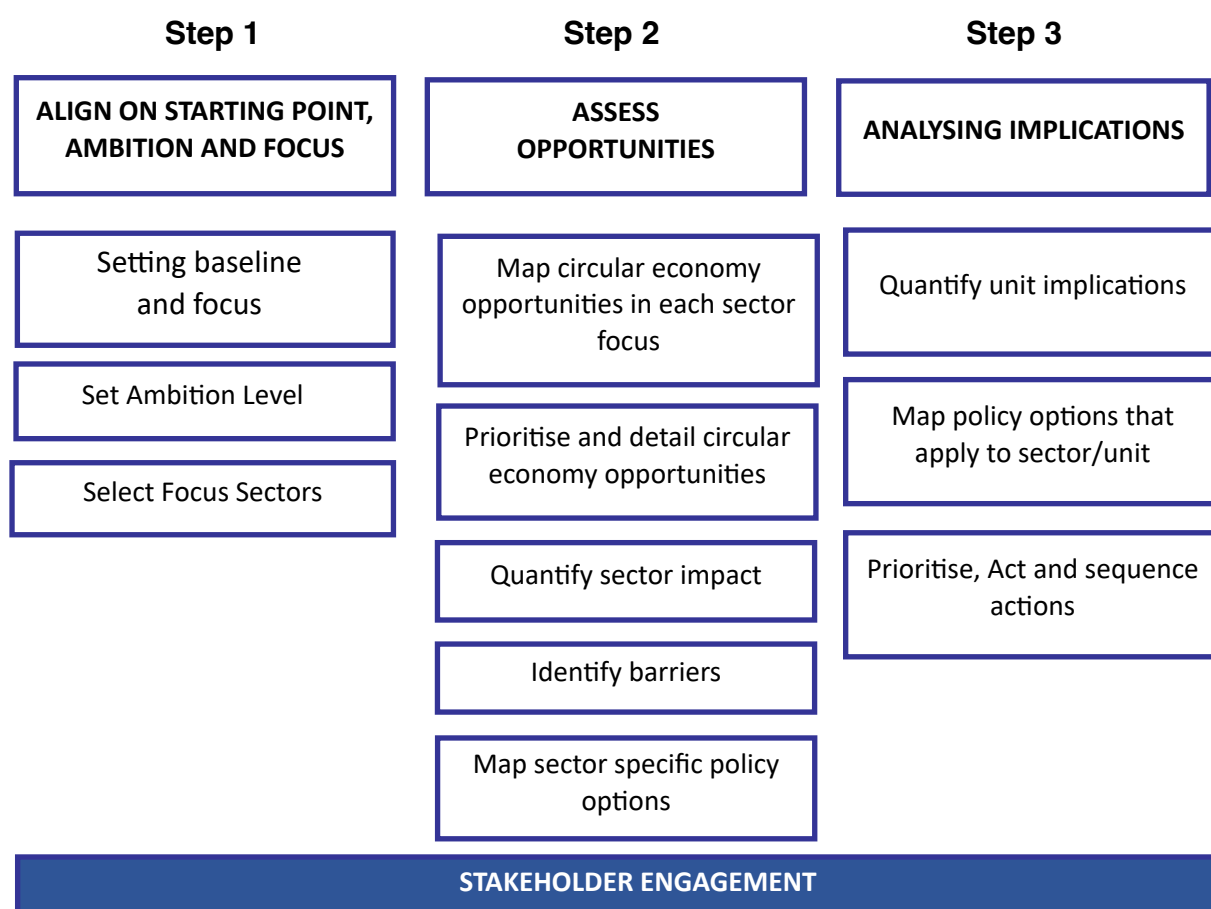 Step 1
ALIGN ON STARTING POINT,
AMBITION AND FOCUS
Setting baseline
and focus
Set Ambition Level
Select Focus Sectors
Step 2
ASSESS
OPPORTUNITIES
Map circular economy
opportunities in each sector
focus
Prioritise and detail circular
economy opportunities
Quantify sector impact
Identify barriers
Map sector specific policy
options
Step 3
ANALYSING IMPLICATIONS
Quantify unit implications
Map policy options that
apply to sector/unit
Prioritise, Act and sequence
actions
STAKEHOLDER ENGAGEMENT